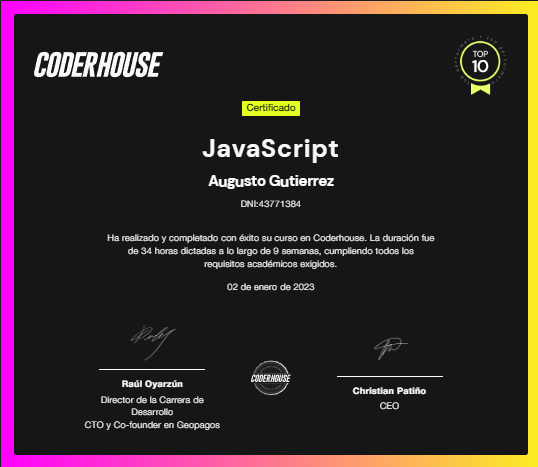 CODERHOUSE
TOP
10
Certificado
JavaScript
Augusto Gutierrez
DNI:43771384
Ha realizado y completado con éxito su curso en Coderhouse. La duración fue
de 34 horas dictadas a lo largo de 9 semanas, cumpliendo todos los
requisitos académicos exigidos.
02 de enero de 2023
Raúl Oyarzún
Director de la Carrera de
Desarrollo
CTO y Co-founder en Geopagos
CODERHOUSE
Christian Patiño
CEO